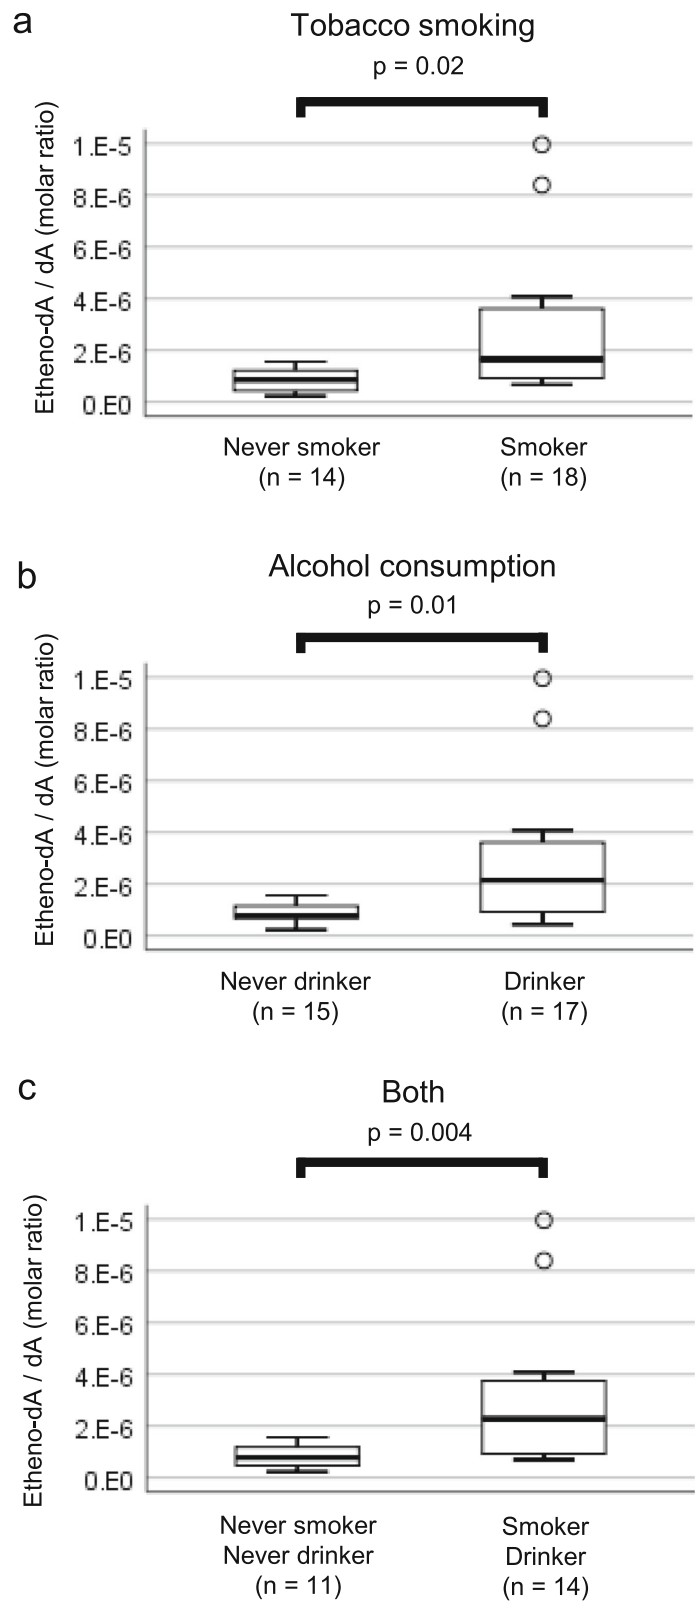 a
Tobacco smoking
p = 0.02
Etheno-dA / dA (molar ratio)
1.E-5
8.E-6
6.E-6
4.E-6
2.E-6
0.E0
Never smoker
(n = 14)
Smoker
(n = 18)
b
Alcohol consumption
p = 0.01
Etheno-dA / dA (molar ratio)
1.E-5
8.E-6
6.E-6
4.E-6
2.E-6
0.E0
Never drinker
(n = 15)
Drinker
(n = 17)
c
Both
p = 0.004
Etheno-dA / dA (molar ratio)
1.E-5
8.E-6
6.E-6
4.E-6
2.E-6
0.E0
Never smoker
Never drinker
(n = 11)
Smoker
Drinker
(n = 14)